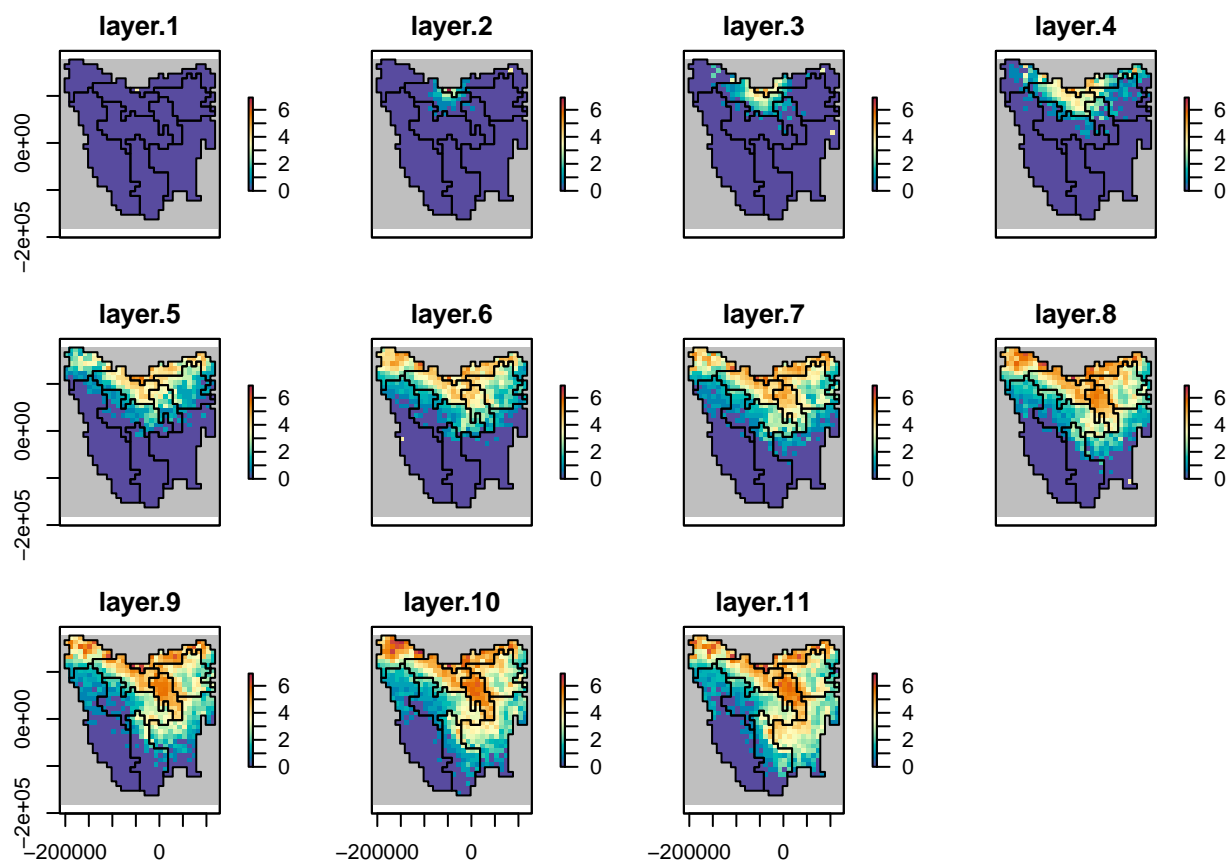 layer.1 layer.2 layer.3 layer.4
6 6 6 6
4 4 4 4
2 2 2 2
0 0 0 0
0e+00
−2e+05
layer.5 layer.6 layer.7 layer.8
6 6 6 6
4 4 4 4
2 2 2 2
0 0 0 0
0e+00
−2e+05
layer.9 layer.10 layer.11
6 6 6
4 4 4
2 2 2
0 0 0
0e+00
−2e+05
−200000 0 −200000 0 −200000 0